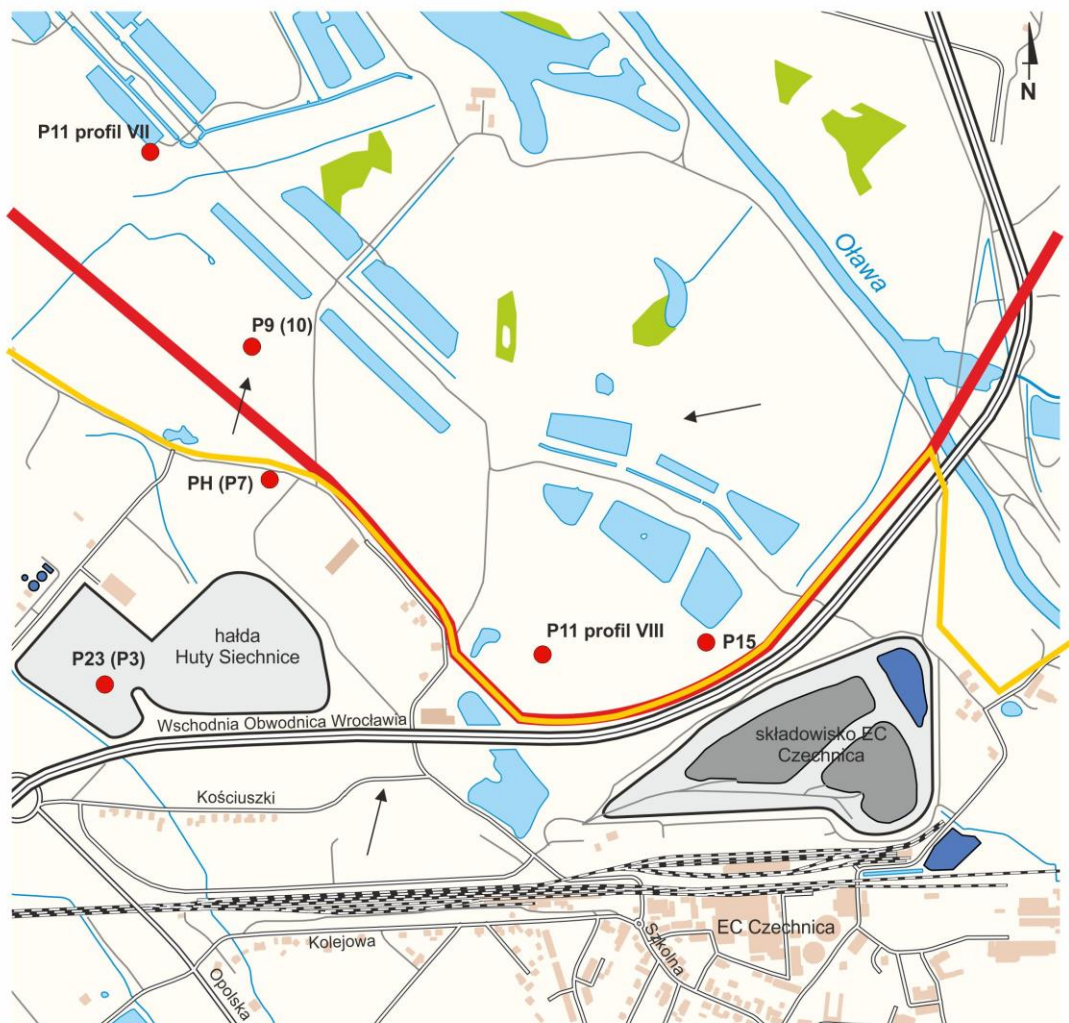 N
P11 profil VII
Oława
P9 (10)
PH (P7)
hałda
Huty Siechnice
P11 profil VIII
P15
P23 (P3)
Wschodnia Obwodnica Wrocławia
składowisko EC
Czechnica
Kościuszki
EC Czechnica
Kolejowa
Szkolna
Opolska